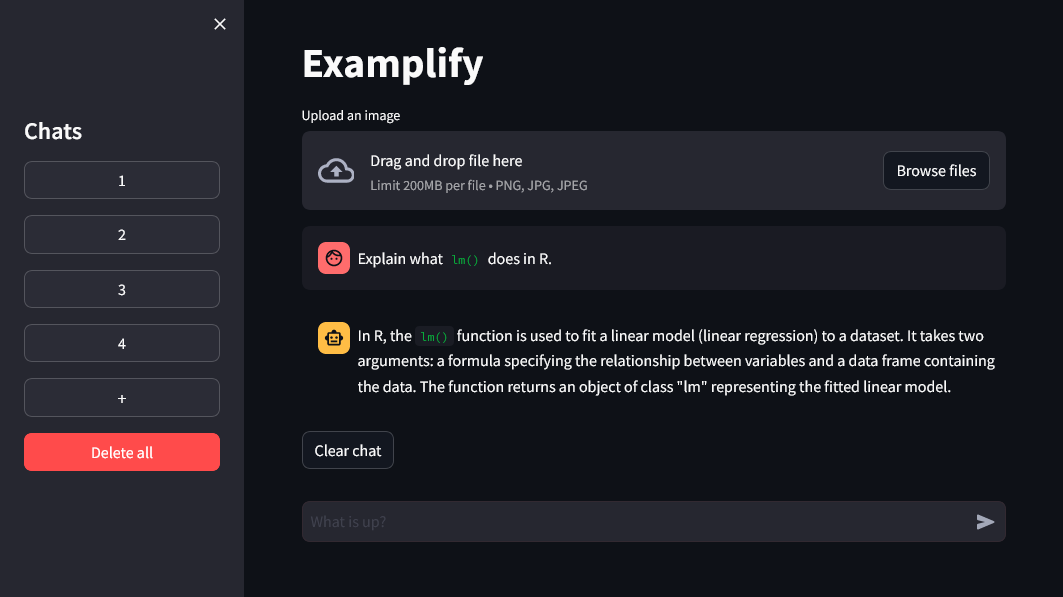 Chats
1
2
3
4
+
Delete all
Examplify
Upload an image
Drag and drop file here
Limit 200MB per file • PNG, JPG, JPEG
Browse files
Explain what lm() does in R.
In R, the lm() function is used to fit a linear model (linear regression) to a dataset. It takes two
arguments: a formula specifying the relationship between variables and a data frame containing
the data. The function returns an object of class "lm" representing the fitted linear model.
Clear chat
What is up?